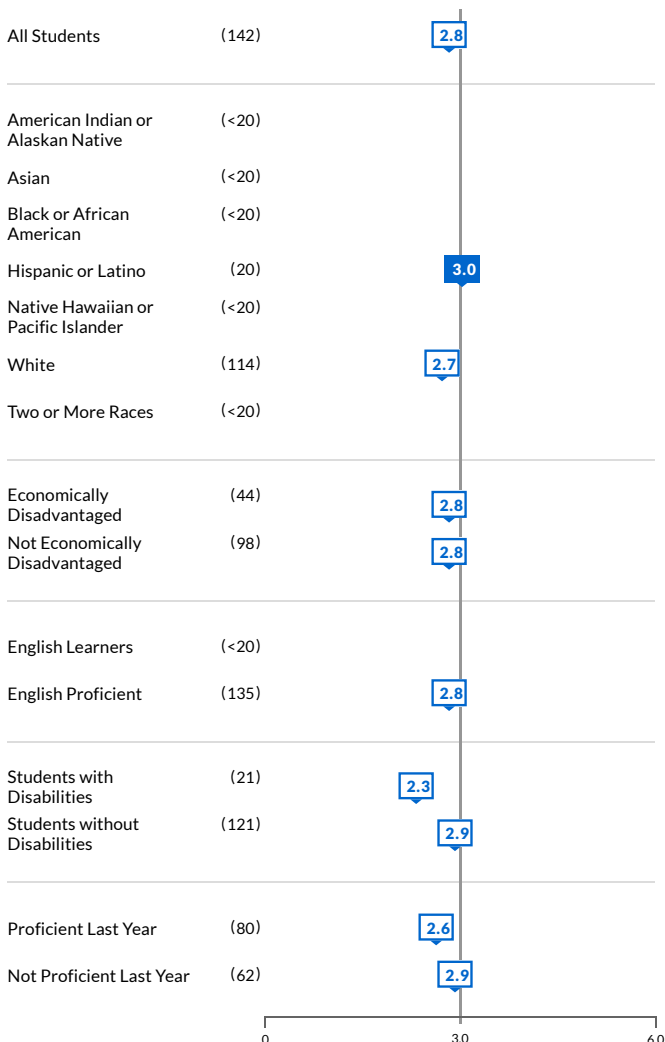 All Students (142) 2.8
American Indian or (<20)
Alaskan Native
Asian (<20)
Black or African (<20)
American
Hispanic or Latino (20) 3.0
Native Hawaiian or (<20)
Pacific Islander
White (114) 2.7
Two or More Races (<20)
Economically (44) 2.8
Disadvantaged
Not Economically (98) 2.8
Disadvantaged
English Learners (<20)
English Proficient (135) 2.8
Students with (21) 2.3
Disabilities
Students without (121) 2.9
Disabilities
Proficient Last Year (80) 2.6
Not Proficient Last Year (62) 2.9
0 3.0 6.0